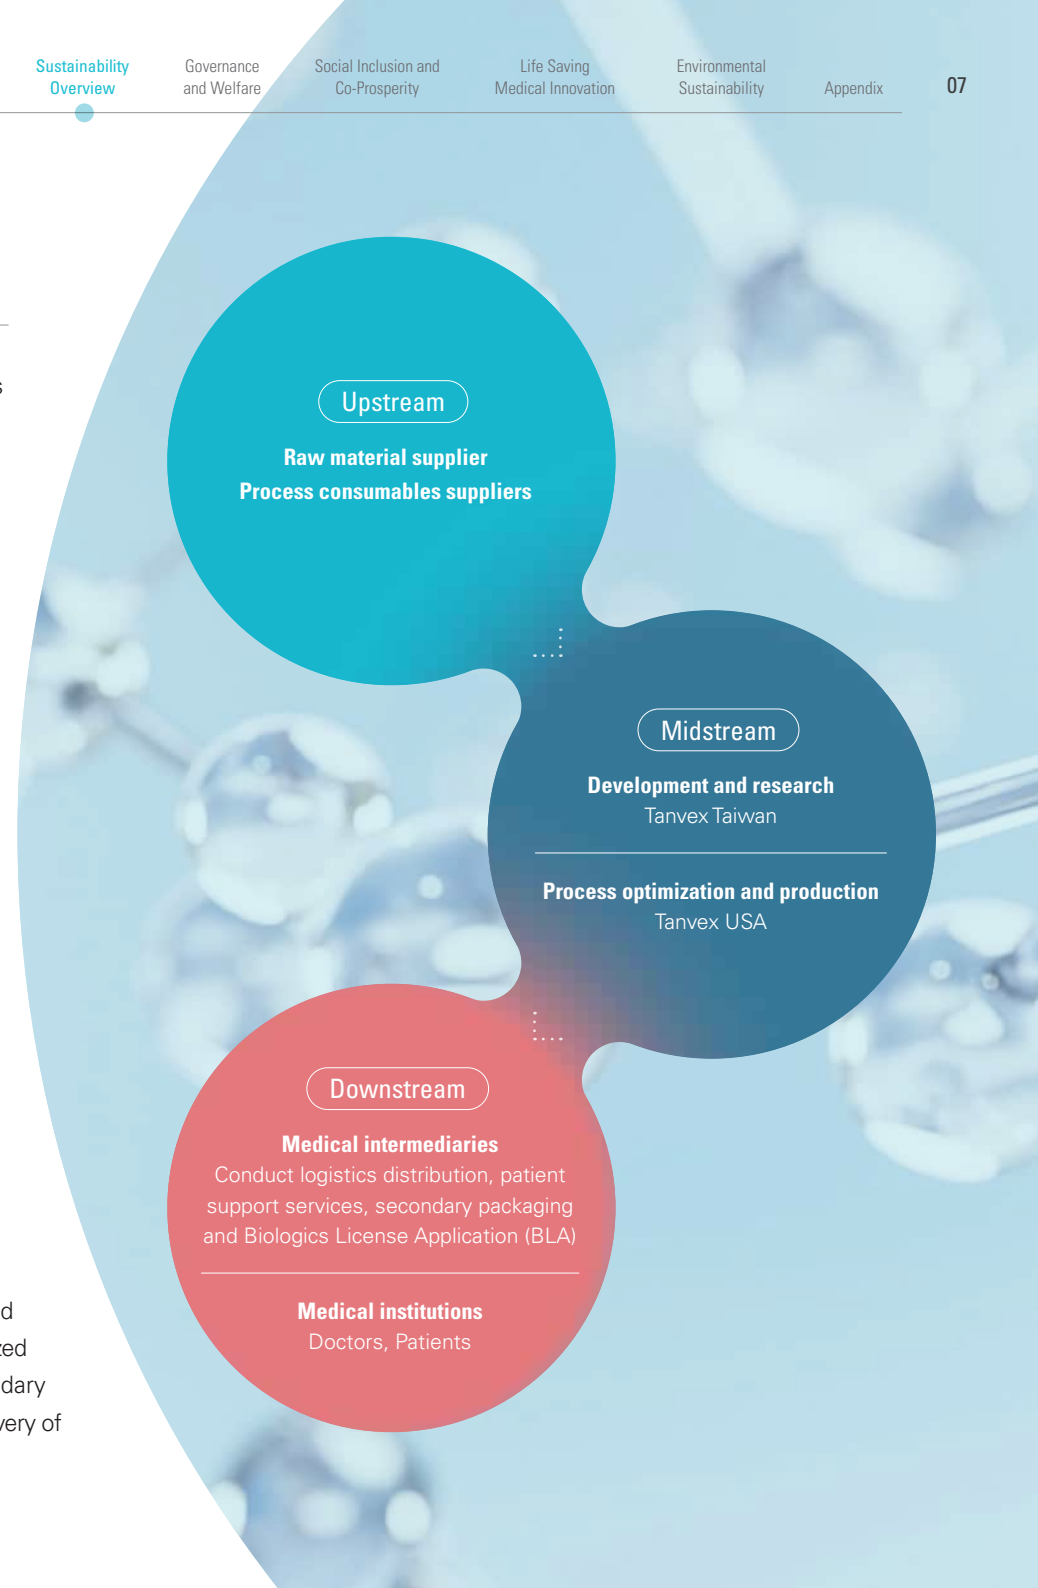 Sustainability
Overview
Governance
and Welfare
Social Inclusion and
Co-Prosperity
Life Saving
Medical Innovation
Environmental
Sustainability
Appendix
07
Upstream
Raw material supplier
Process consumables suppliers
Midstream
Development and research
Tanvex Taiwan
Process optimization and production
Tanvex USA
Downstream
Medical intermediaries
Conduct logistics distribution, patient
support services, secondary packaging
and Biologics License Application (BLA)
Medical institutions
Doctors, Patients
of